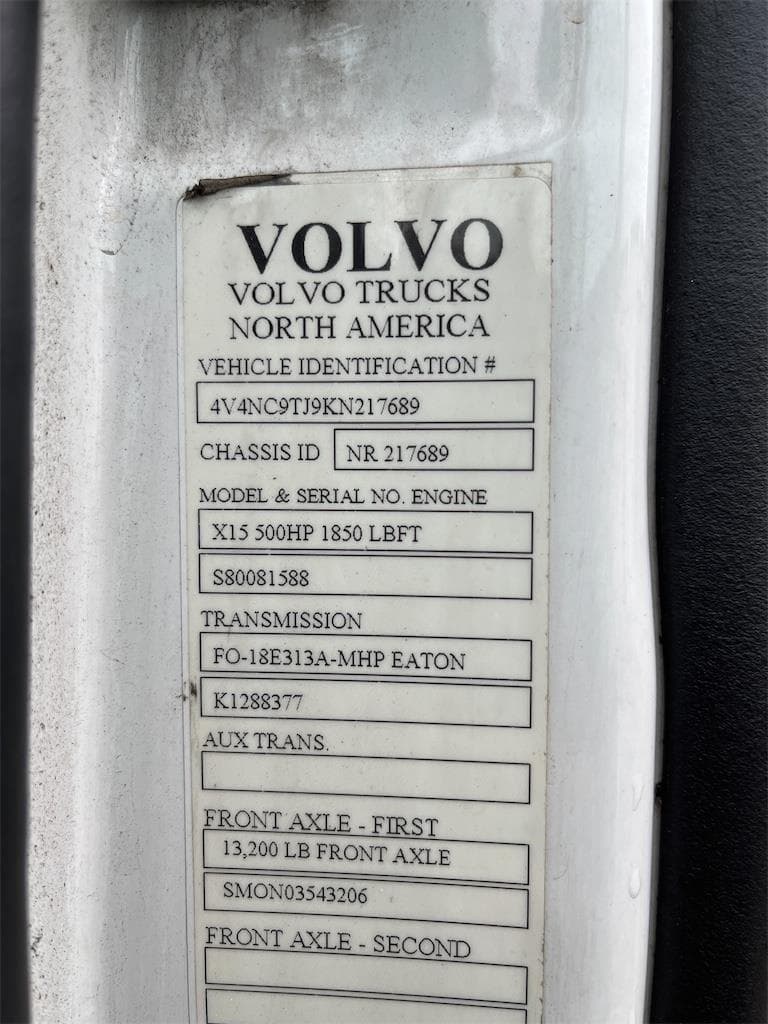 VOLVO
VOLVO TRUCKS
NORTH AMERICA
VEHICLE IDENTIFICATION #
4V4NC9TJ9KN217689
CHASSIS ID NR 217689
MODEL & SERIAL NO. ENGINE
X15 500HP 1850 LBFT
S80081588
TRANSMISSION
FO-18E313A-MHP EATON
K1288377
AUX TRANS.
FRONT AXLE - FIRST
13,200 LB FRONT AXLE
SMON03543206
FRONT AXLE - SECOND